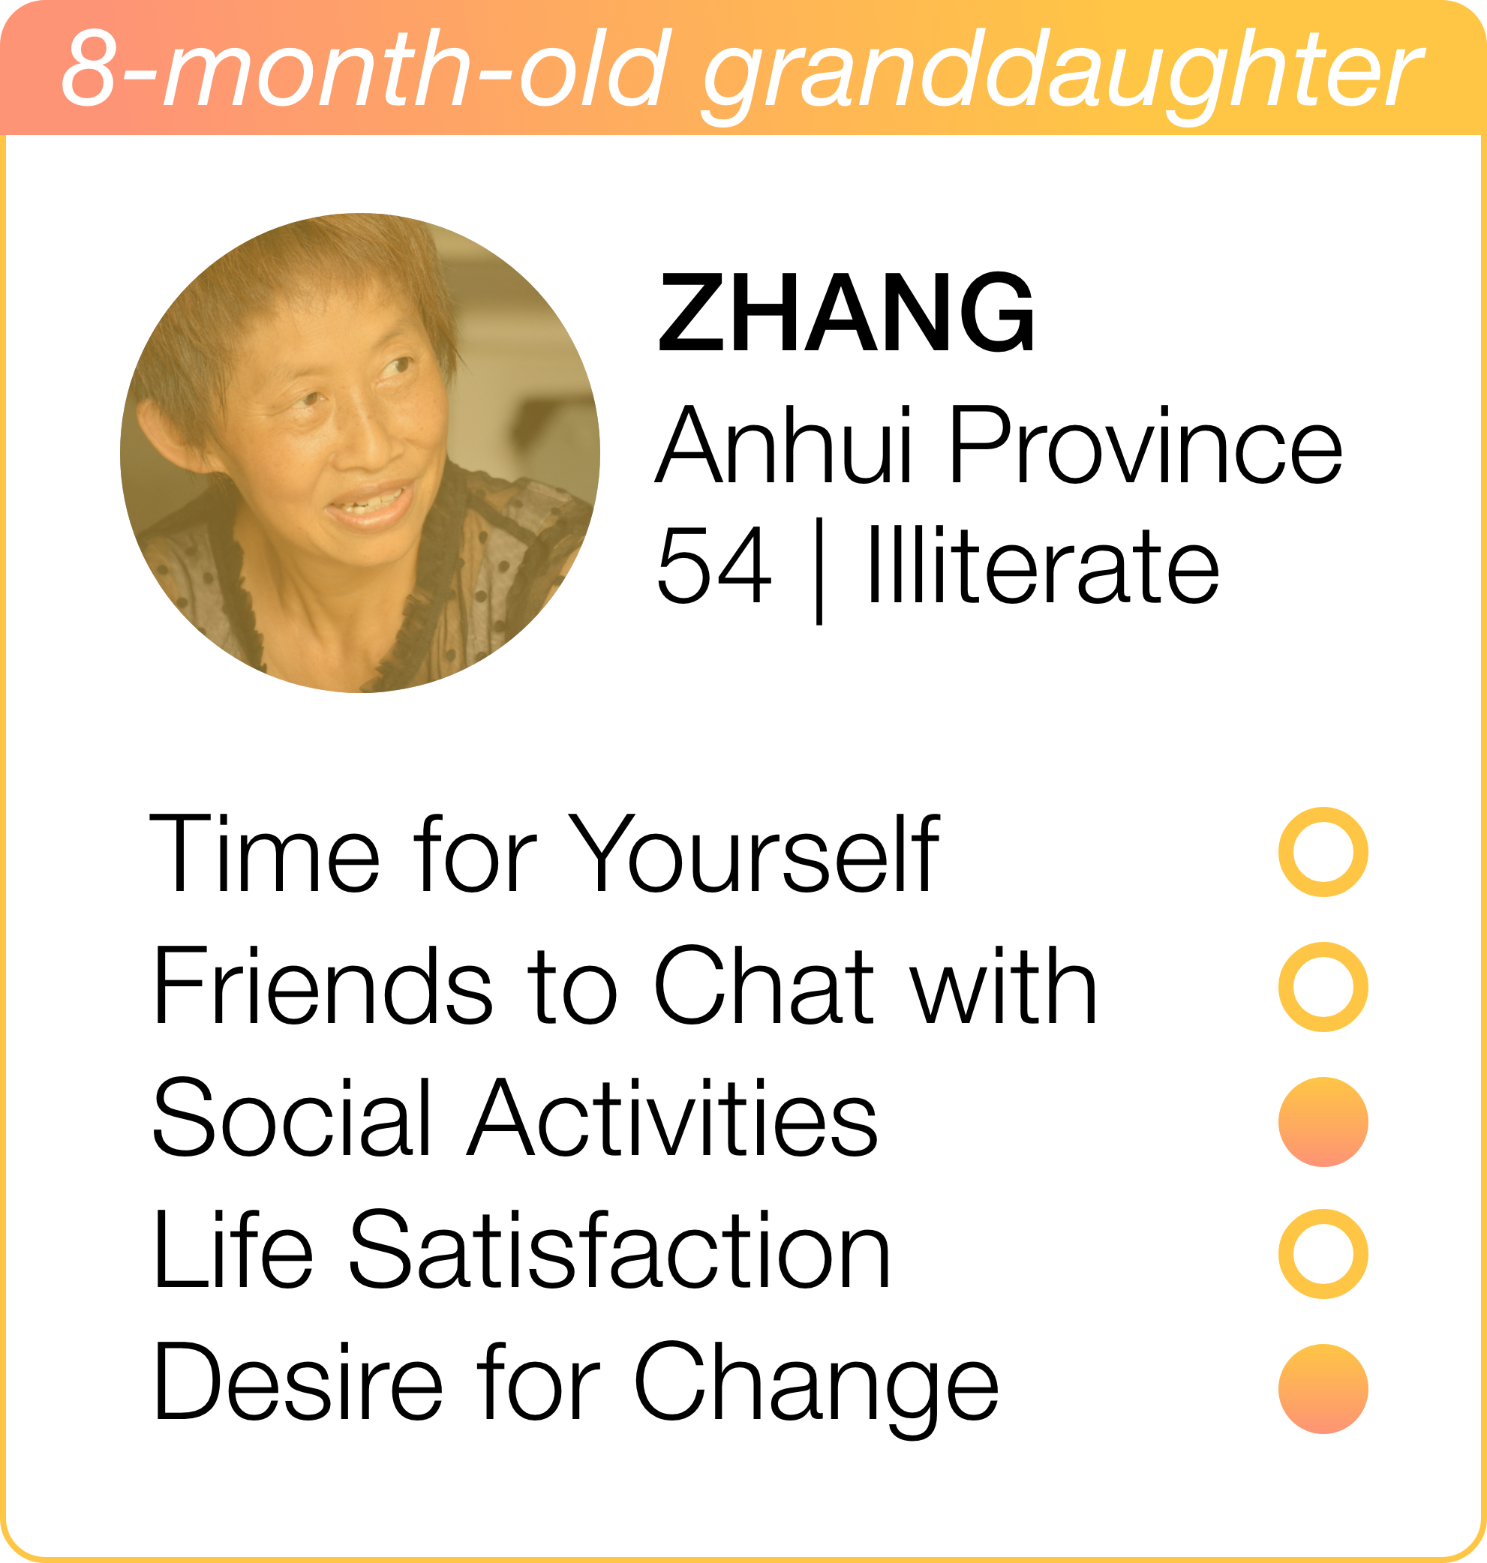 8-month-old granddaughter
ZHANG
Anhui Province
54 | Illiterate
Time for Yourself
Friends to Chat with
Social Activities
Life Satisfaction
Desire for Change